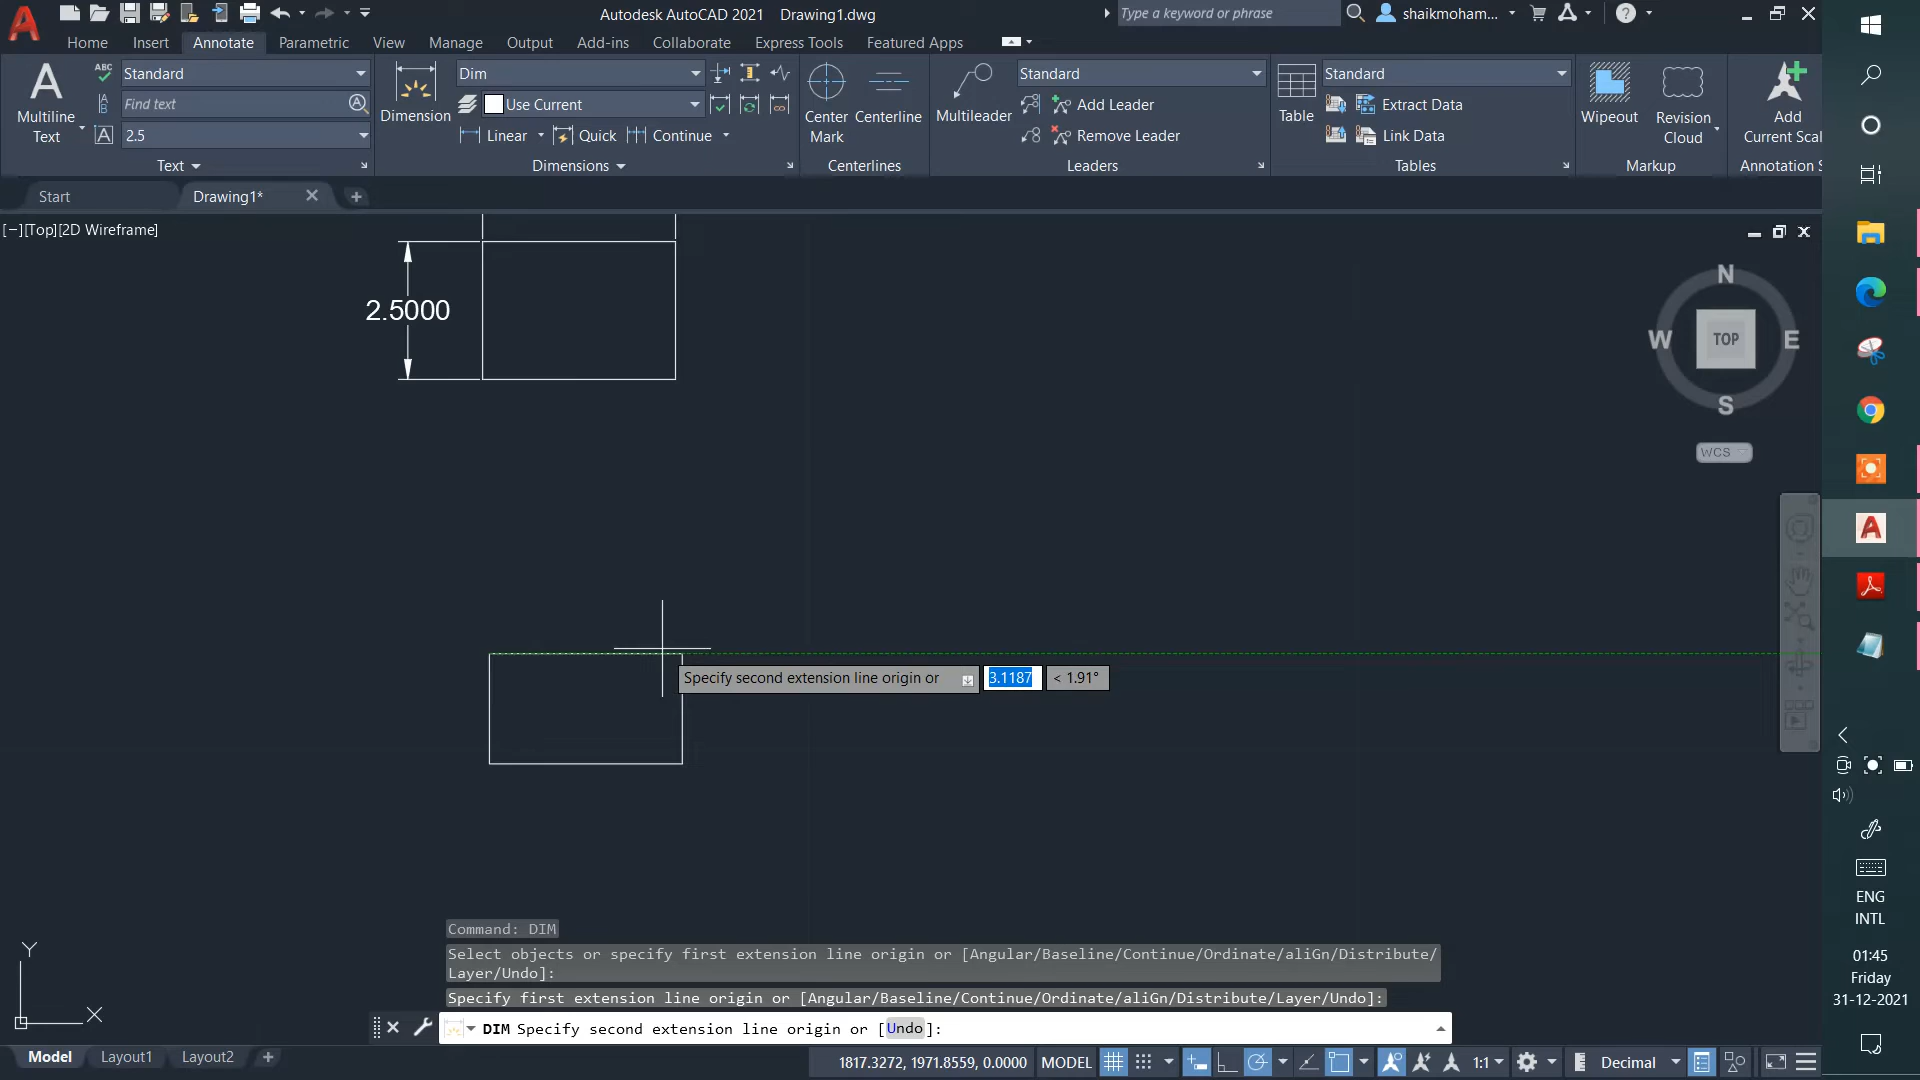 Autodesk AutoCAD 2021 Drawing1.dwg
Type a keyword or phrase
shaikmoham...
Home Insert Annotate Parametric View Manage Output Add-ins Collaborate Express Tools Featured Apps
Multiline
Text
ABC
Standard
Find text
2.5
Dimension
Dim
Use Current
Linear Quick Continue
Center
Mark
Centerline
Multileader
Standard
Add Leader
Remove Leader
Table
Standard
Extract Data
Link Data
Wipeout
Revision
Cloud
Add
Current Scal
Text Dimensions Centerlines Leaders Tables Markup Annotation S
Start Drawing1*
[−][Top][2D Wireframe]
2.5000
N
W TOP E
S
WCS
Specify second extension line origin or 3.1187 < 1.91°
Command: DIM
Select objects or specify first extension line origin or [Angular/Baseline/Continue/Ordinate/aliGn/Distribute/
Layer/Undo]:
Specify first extension line origin or [Angular/Baseline/Continue/Ordinate/aliGn/Distribute/Layer/Undo]:
DIM Specify second extension line origin or [Undo]:
Y
X
Model Layout1 Layout2
1817.3272, 1971.8559, 0.0000 MODEL 1:1 Decimal
ENG
INTL
01:45
Friday
31-12-2021